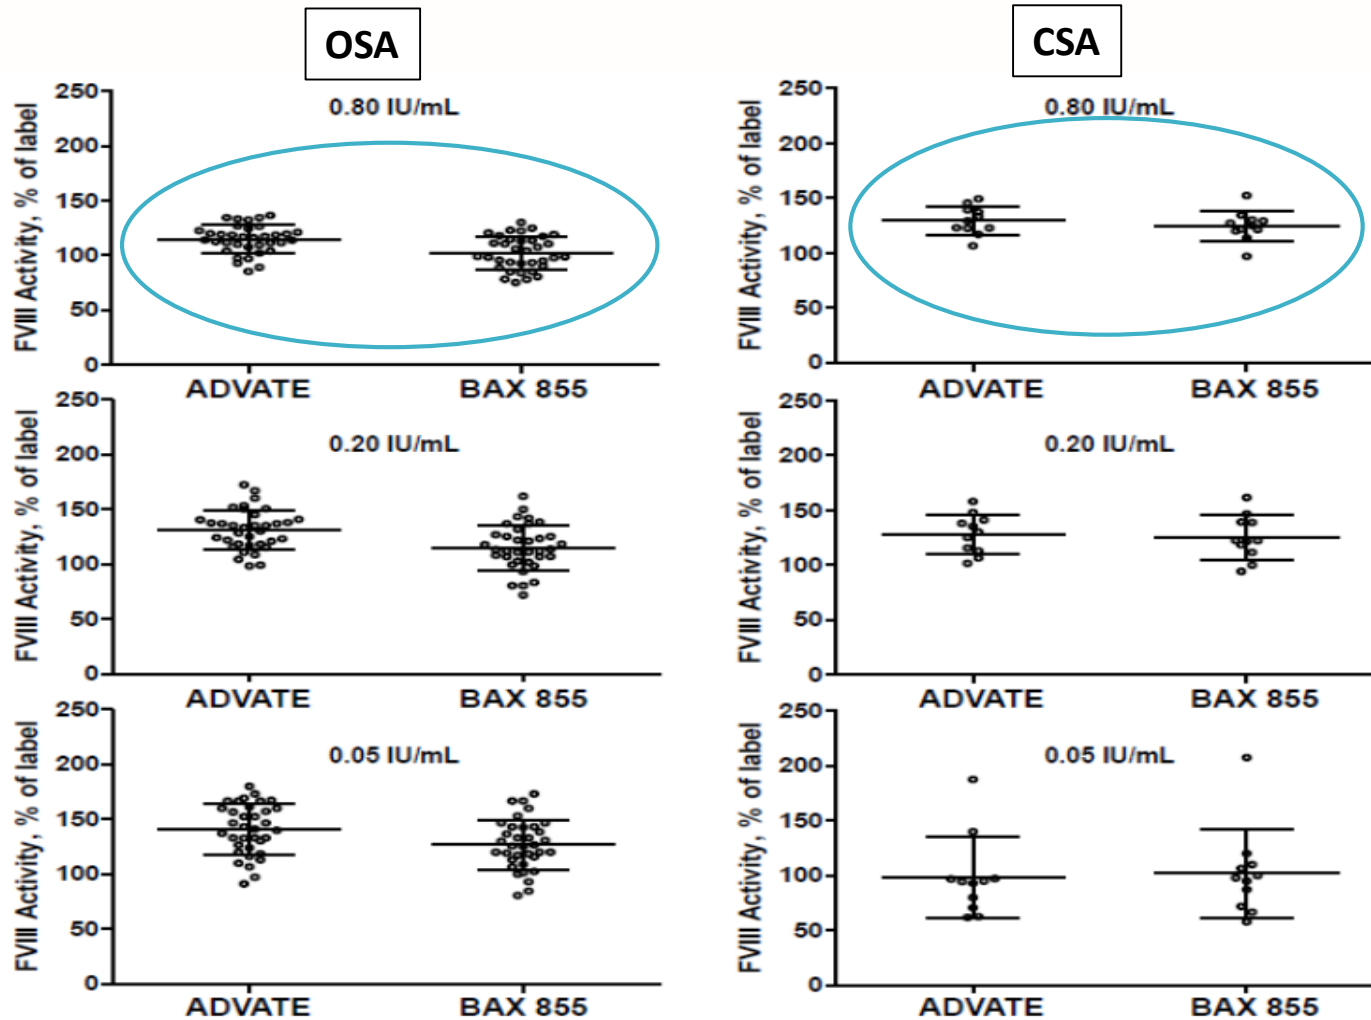 OSA
CSA
FVIII Activity, % of label
250
200
150
100
50
0
0.80 IU/mL
ADVATE
BAX 855
FVIII Activity, % of label
250
200
150
100
50
0
0.80 IU/mL
ADVATE
BAX 855
FVIII Activity, % of label
250
200
150
100
50
0
0.20 IU/mL
ADVATE
BAX 855
FVIII Activity, % of label
250
200
150
100
50
0
0.20 IU/mL
ADVATE
BAX 855
FVIII Activity, % of label
250
200
150
100
50
0
0.05 IU/mL
ADVATE
BAX 855
FVIII Activity, % of label
250
200
150
100
50
0
0.05 IU/mL
ADVATE
BAX 855